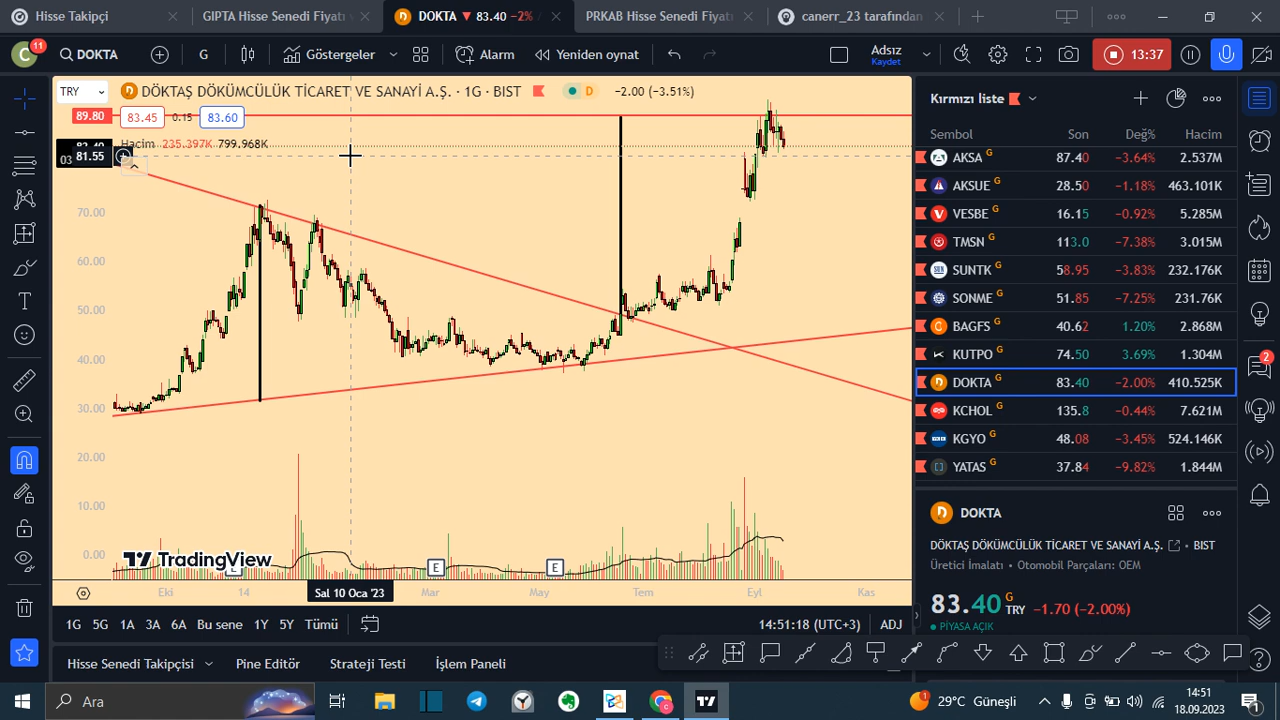 Hisse Takipçi
GIPTA Hisse Senedi Fiyatı v
DOKTA ▼ 83.40 −2% /
PRKAB Hisse Senedi Fiyatı
canerr_23 tarafından
C 11
DOKTA
G
Göstergeler
Alarm
Yeniden oynat
Adsız
Kaydet
13:37
TRY
DÖKTAŞ DÖKÜMCÜLÜK TİCARET VE SANAYİ A.Ş. · 1G · BIST
D
−2.00 (−3.51%)
89.80
83.45
0.15
83.60
Hacim 235.397K 799.968K
03
81.55
70.00
60.00
50.00
40.00
30.00
20.00
10.00
0.00
TradingView
E
E
Eki
14
Sal 10 Oca '23
Mar
May
Tem
Eyl
Kas
1G 5G 1A 3A 6A Bu sene 1Y 5Y Tümü
14:51:18 (UTC+3)
ADJ
Hisse Senedi Takipçisi
Pine Editör
Strateji Testi
İşlem Paneli
Kırmızı liste
Sembol Son Değ% Hacim
AKSA G 87.40 −3.64% 2.237M
AKSUE G 28.50 −1.18% 463.101K
VESBE G 16.15 −0.92% 5.285M
TMSN G 113.0 −7.38% 3.015M
SUNTK G 58.95 −3.83% 232.176K
SONME G 51.85 −7.25% 231.76K
BAGFS G 40.62 1.20% 2.868M
KUTPO G 74.50 3.69% 1.204M
DOKTA G 83.40 −2.00% 410.525K
KCHOL G 135.8 −0.44% 7.621M
KGYO G 48.08 −3.45% 524.146K
YATAS G 37.84 −9.82% 1.844M
DOKTA
DÖKTAŞ DÖKÜMCÜLÜK TİCARET VE SANAYİ A.Ş. • BIST
Üretici İmalatı • Otomobil Parçaları: OEM
83.40 G TRY −1.70 (−2.00%)
PİYASA AÇIK
2
Ara
29°C Güneşli
14:51
18.09.2023
1